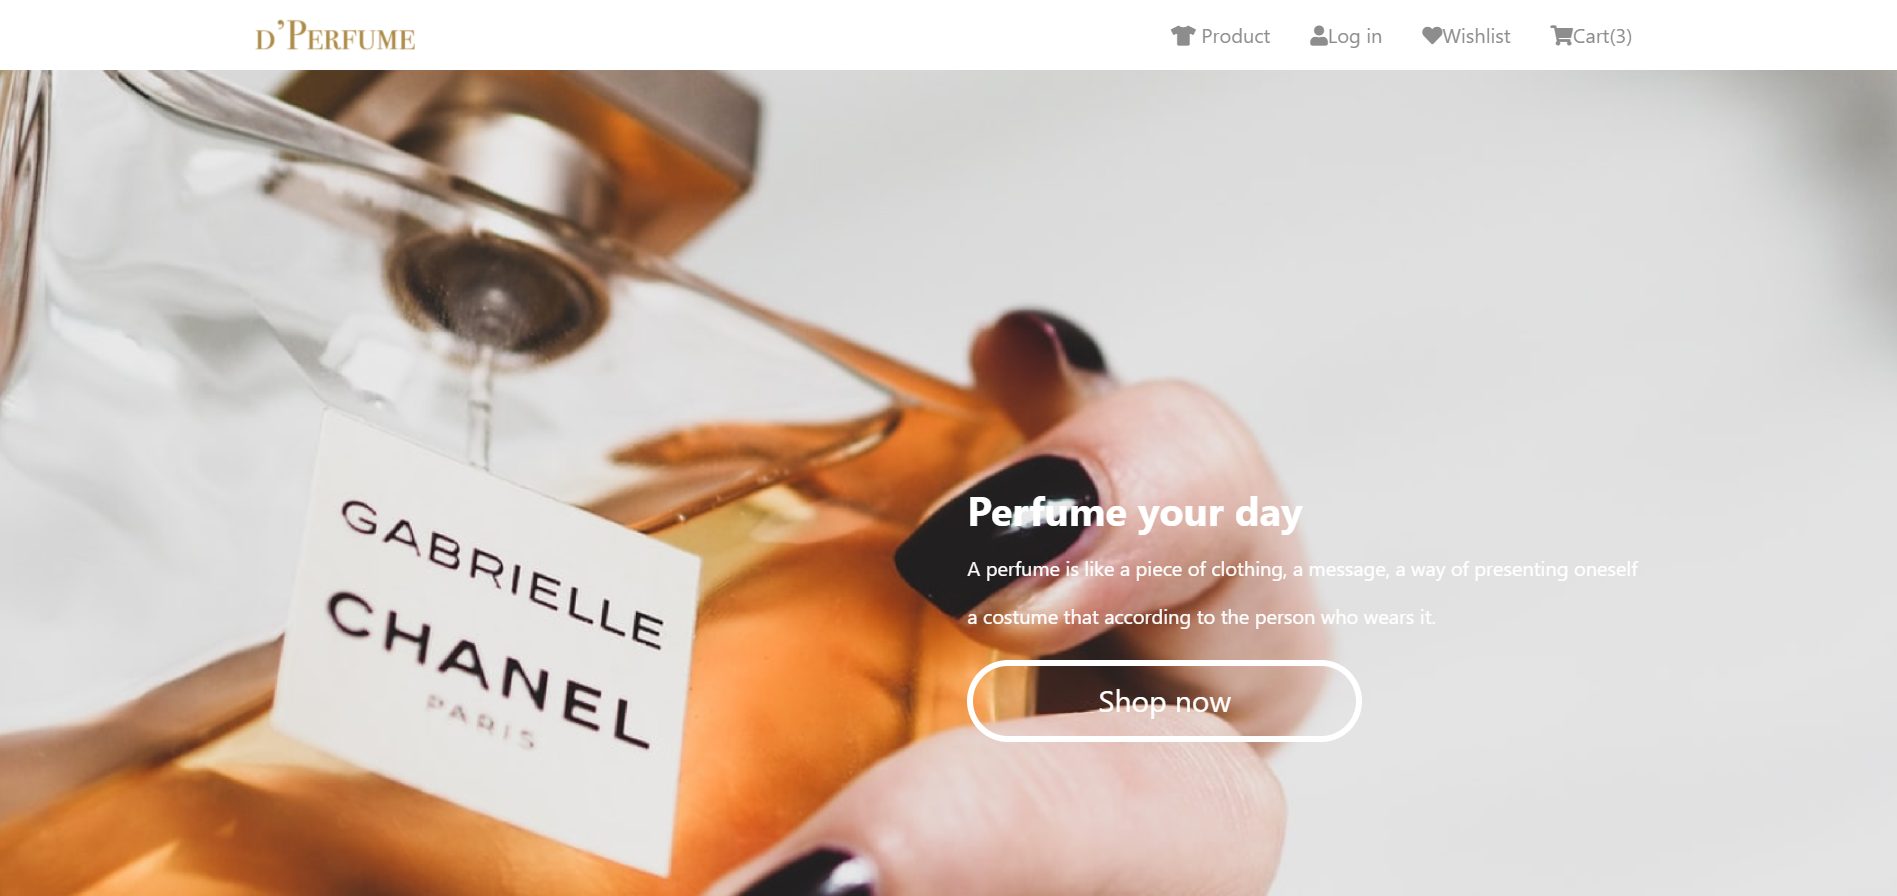 D'PERFUME
Product
Log in
Wishlist
Cart(3)
Perfume your day
A perfume is like a piece of clothing, a message, a way of presenting oneself
a costume that according to the person who wears it.
Shop now
GABRIELLE
CHANEL
PARIS